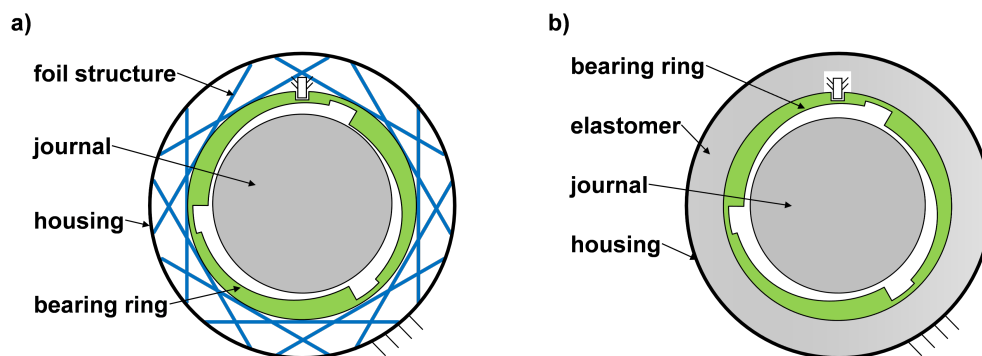 a)
foil structure
journal
housing
bearing ring
b)
bearing ring
elastomer
journal
housing